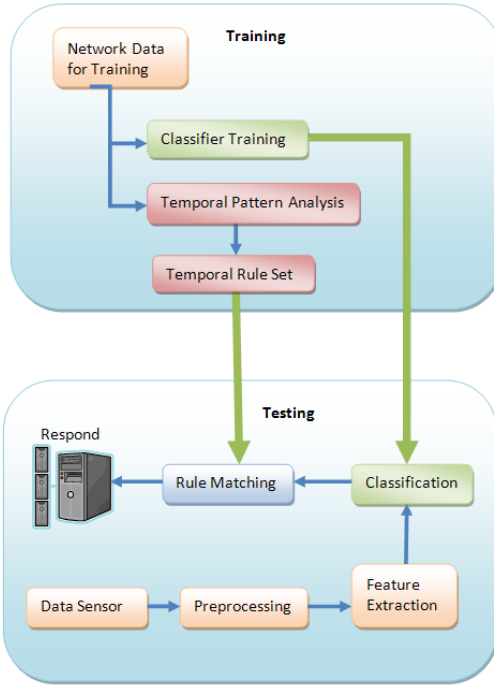 Training
Network Data
for Training
Classifier Training
Temporal Pattern Analysis
Temporal Rule Set
Testing
Respond
Rule Matching
Classification
Data Sensor
Preprocessing
Feature
Extraction